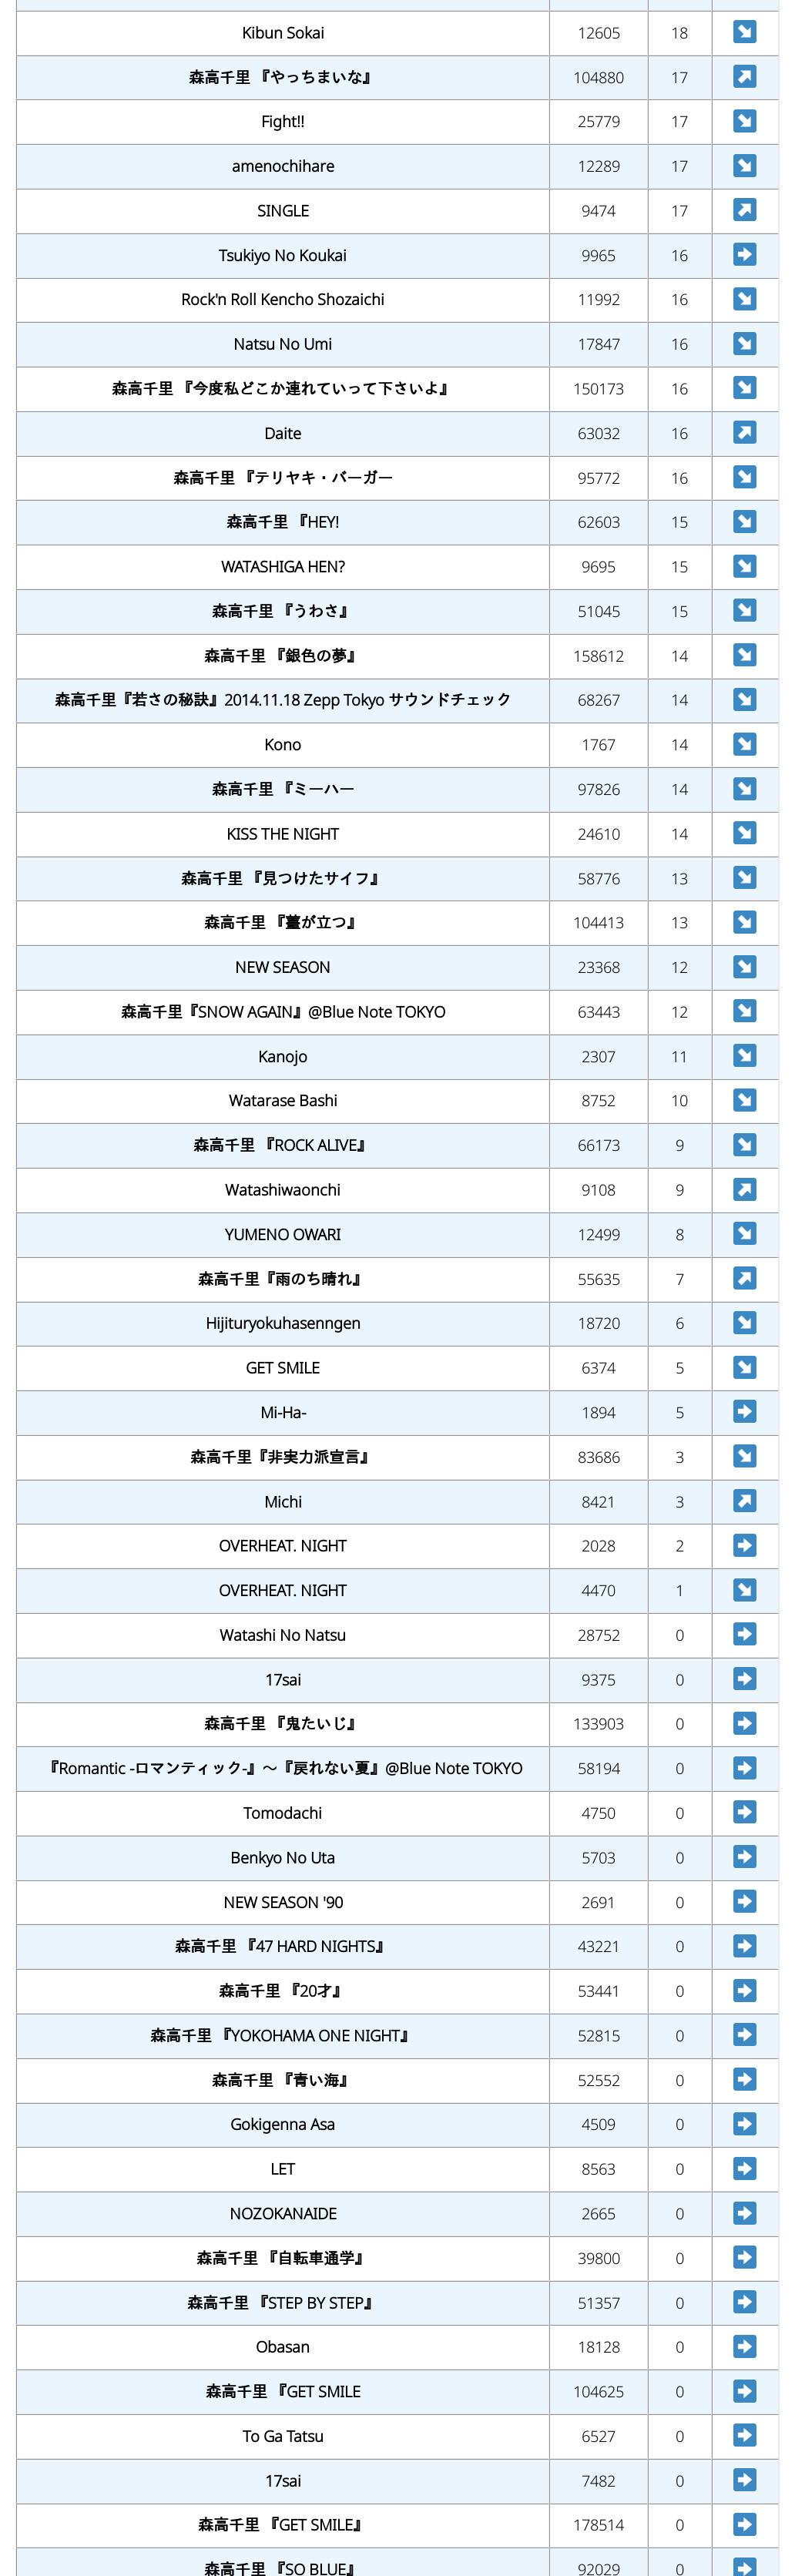 Kibun Sokai 12605 18 ↘
森高千里 『やっちまいな』 104880 17 ↗
Fight!! 25779 17 ↘
amenochihare 12289 17 ↘
SINGLE 9474 17 ↗
Tsukiyo No Koukai 9965 16 ➡
Rock'n Roll Kencho Shozaichi 11992 16 ↘
Natsu No Umi 17847 16 ↘
森高千里 『今度私どこか連れていって下さいよ』 150173 16 ↘
Daite 63032 16 ↗
森高千里 『テリヤキ・バーガー 95772 16 ↘
森高千里 『HEY! 62603 15 ↘
WATASHIGA HEN? 9695 15 ↘
森高千里 『うわさ』 51045 15 ↘
森高千里 『銀色の夢』 158612 14 ↘
森高千里『若さの秘訣』2014.11.18 Zepp Tokyo サウンドチェック 68267 14 ↘
Kono 1767 14 ↘
森高千里 『ミーハー 97826 14 ↘
KISS THE NIGHT 24610 14 ↘
森高千里 『見つけたサイフ』 58776 13 ↘
森高千里 『薹が立つ』 104413 13 ↘
NEW SEASON 23368 12 ↘
森高千里『SNOW AGAIN』@Blue Note TOKYO 63443 12 ↘
Kanojo 2307 11 ↘
Watarase Bashi 8752 10 ↘
森高千里 『ROCK ALIVE』 66173 9 ↘
Watashiwaonchi 9108 9 ↗
YUMENO OWARI 12499 8 ↘
森高千里『雨のち晴れ』 55635 7 ↗
Hijituryokuhasenngen 18720 6 ↘
GET SMILE 6374 5 ↘
Mi-Ha- 1894 5 ➡
森高千里『非実力派宣言』 83686 3 ↘
Michi 8421 3 ↗
OVERHEAT. NIGHT 2028 2 ➡
OVERHEAT. NIGHT 4470 1 ↘
Watashi No Natsu 28752 0 ➡
17sai 9375 0 ➡
森高千里 『鬼たいじ』 133903 0 ➡
『Romantic -ロマンティック-』～『戻れない夏』@Blue Note TOKYO 58194 0 ➡
Tomodachi 4750 0 ➡
Benkyo No Uta 5703 0 ➡
NEW SEASON '90 2691 0 ➡
森高千里 『47 HARD NIGHTS』 43221 0 ➡
森高千里 『20才』 53441 0 ➡
森高千里 『YOKOHAMA ONE NIGHT』 52815 0 ➡
森高千里 『青い海』 52552 0 ➡
Gokigenna Asa 4509 0 ➡
LET 8563 0 ➡
NOZOKANAIDE 2665 0 ➡
森高千里 『自転車通学』 39800 0 ➡
森高千里 『STEP BY STEP』 51357 0 ➡
Obasan 18128 0 ➡
森高千里 『GET SMILE 104625 0 ➡
To Ga Tatsu 6527 0 ➡
17sai 7482 0 ➡
森高千里 『GET SMILE』 178514 0 ➡
森高千里 『SO BLUE』 92029 0 ➡